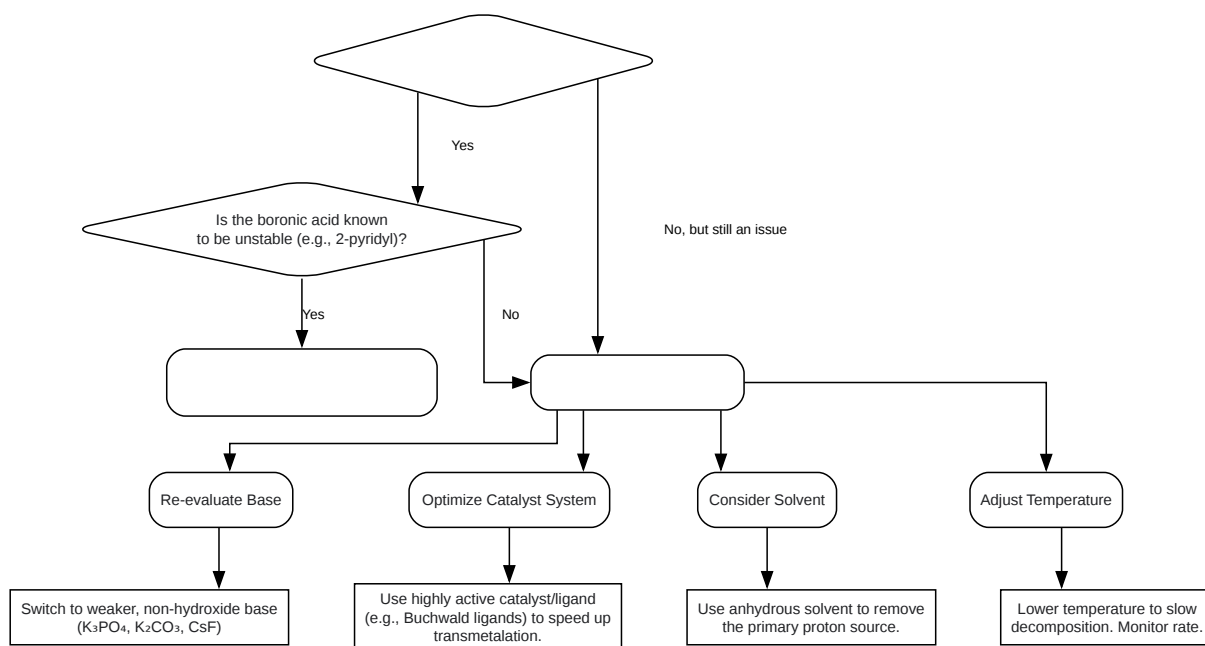 Yes
Is the boronic acid known
to be unstable (e.g., 2-pyridyl)?
No, but still an issue
Yes
No
Re-evaluate Base
Optimize Catalyst System
Consider Solvent
Adjust Temperature
Switch to weaker, non-hydroxide base
(K₃PO₄, K₂CO₃, CsF)
Use highly active catalyst/ligand
(e.g., Buchwald ligands) to speed up
transmetalation.
Use anhydrous solvent to remove
the primary proton source.
Lower temperature to slow
decomposition. Monitor rate.